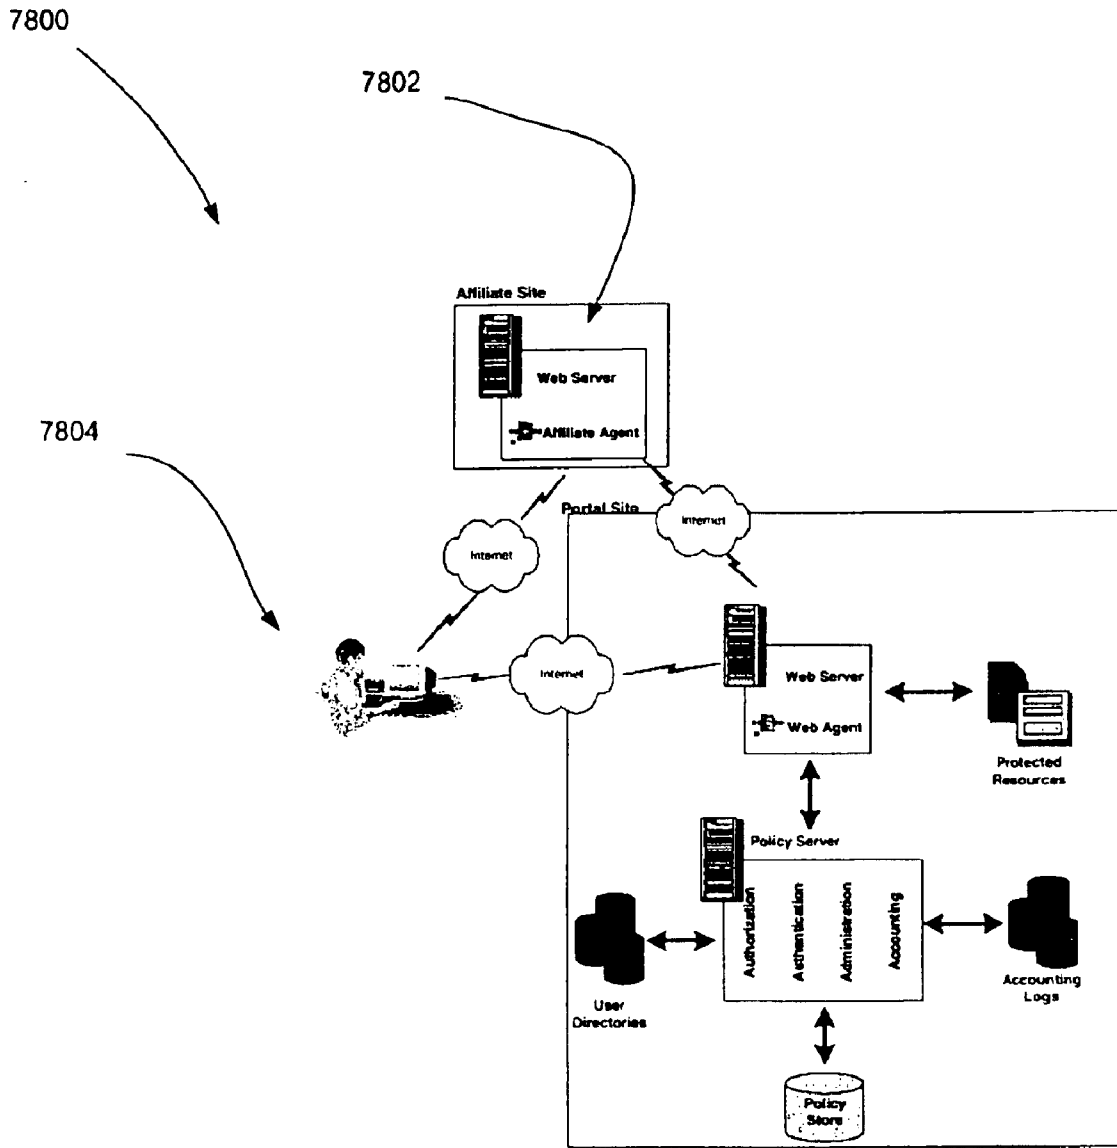 7800
7802
Affiliate Site
Web Server
Affiliate Agent
7804
Portal Site
Internet
Internet
Internet
Web Server
Web Agent
Protected
Resources
Policy Server
Authorization
Authentication
Administration
Accounting
User
Directories
Accounting
Logs
Policy
Store